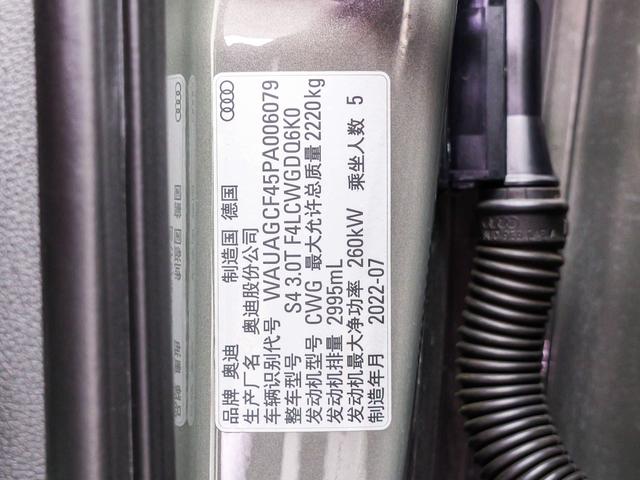 品牌 奥迪 制造国 德国
生产厂名 奥迪股份公司
车辆识别代号 WAUAGCF45PA006079
整车型号 S4 3.0T F4LCWGDQ6K0
发动机型号 CWG 最大允许总质量 2220kg
发动机排量 2995mL
发动机最大净功率 260kW 乘坐人数 5
制造年月 2022-07